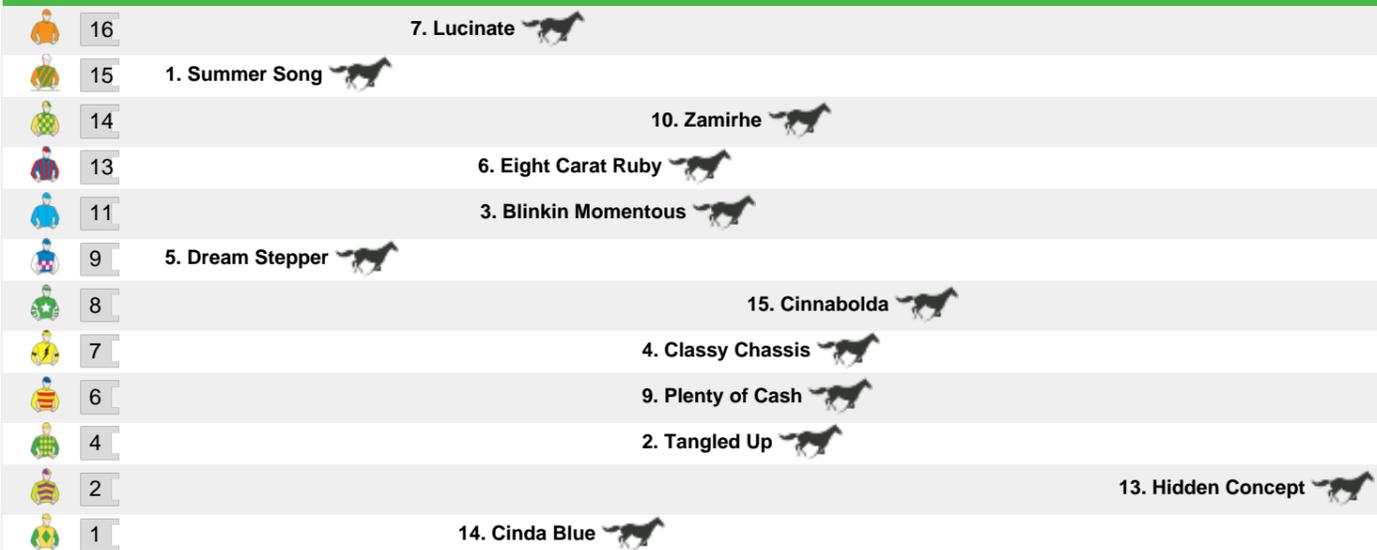 16 7. Lucinate
15 1. Summer Song
14 10. Zamirhe
13 6. Eight Carat Ruby
11 3. Blinkin Momentous
9 5. Dream Stepper
8 15. Cinnabolda
7 4. Classy Chassis
6 9. Plenty of Cash
4 2. Tangled Up
2 13. Hidden Concept
1 14. Cinda Blue